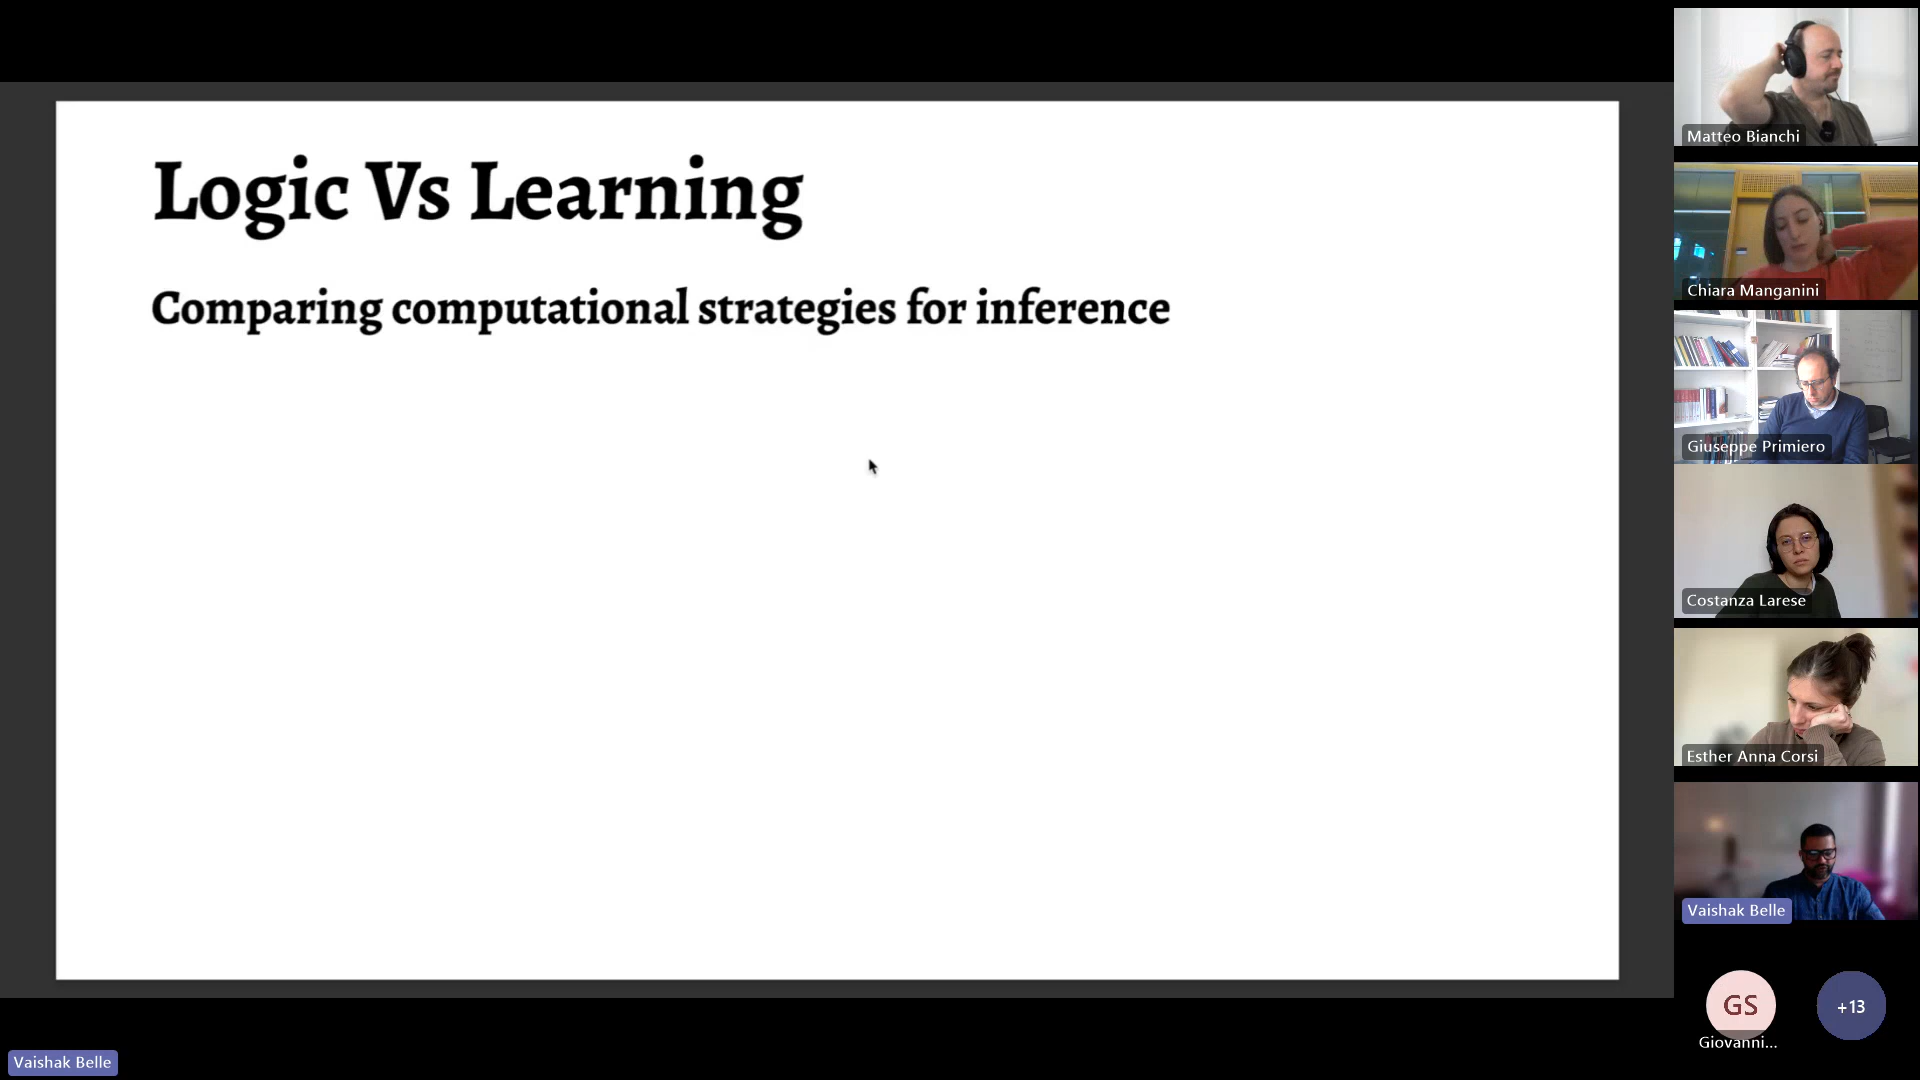 Logic Vs Learning
Comparing computational strategies for inference
Matteo Bianchi
Chiara Manganini
Giuseppe Primiero
Costanza Larese
Esther Anna Corsi
Vaishak Belle
GS
+13
Giovanni...
Vaishak Belle